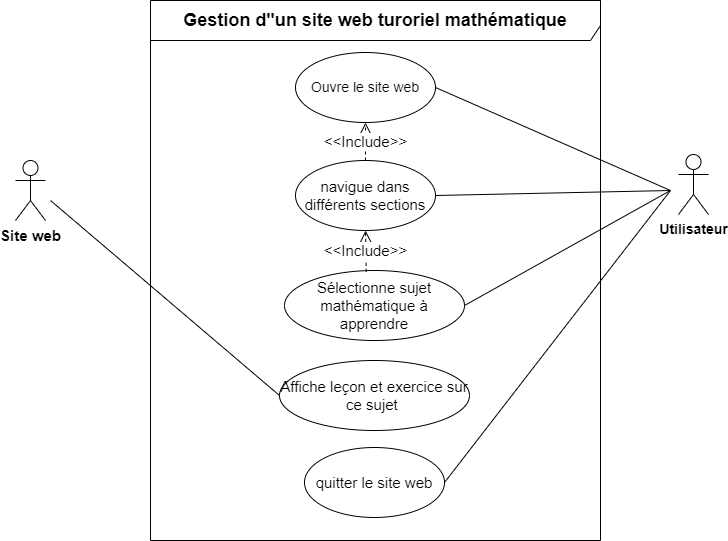 Gestion d"un site web turoriel mathématique
Ouvre le site web
<<Include>>
navigue dans
différents sections
Site web
Utilisateur
<<Include>>
Sélectionne sujet
mathématique à
apprendre
Affiche leçon et exercice sur
ce sujet
quitter le site web